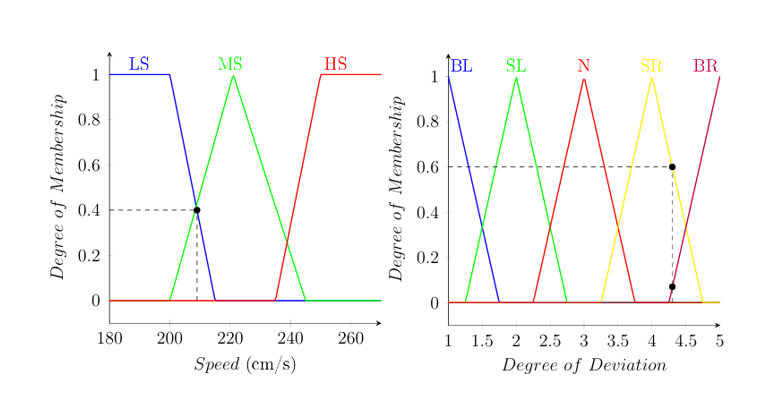 LS MS HS
1
0.8
0.6
0.4
0.2
0
180 200 220 240 260
Speed (cm/s)
Degree of Membership
BL SL N SR BR
1
0.8
0.6
0.4
0.2
0
1 1.5 2 2.5 3 3.5 4 4.5 5
Degree of Deviation
Degree of Membership